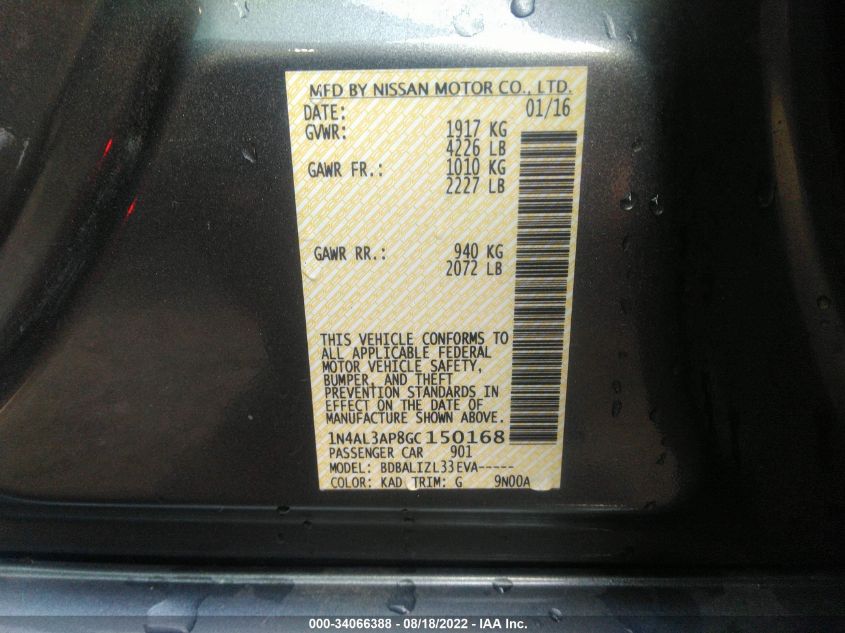 MFD BY NISSAN MOTOR CO., LTD.
DATE: 01/16
GVWR: 1917 KG
4226 LB
GAWR FR.: 1010 KG
2227 LB
GAWR RR.: 940 KG
2072 LB
THIS VEHICLE CONFORMS TO
ALL APPLICABLE FEDERAL
MOTOR VEHICLE SAFETY,
BUMPER, AND THEFT
PREVENTION STANDARDS IN
EFFECT ON THE DATE OF
MANUFACTURE SHOWN ABOVE.
1N4AL3AP8GC150168
PASSENGER CAR 901
MODEL: BDBALIZL33EVA-----
COLOR: KAD TRIM: G 9N00A
000-34066388 - 08/18/2022 - IAA Inc.